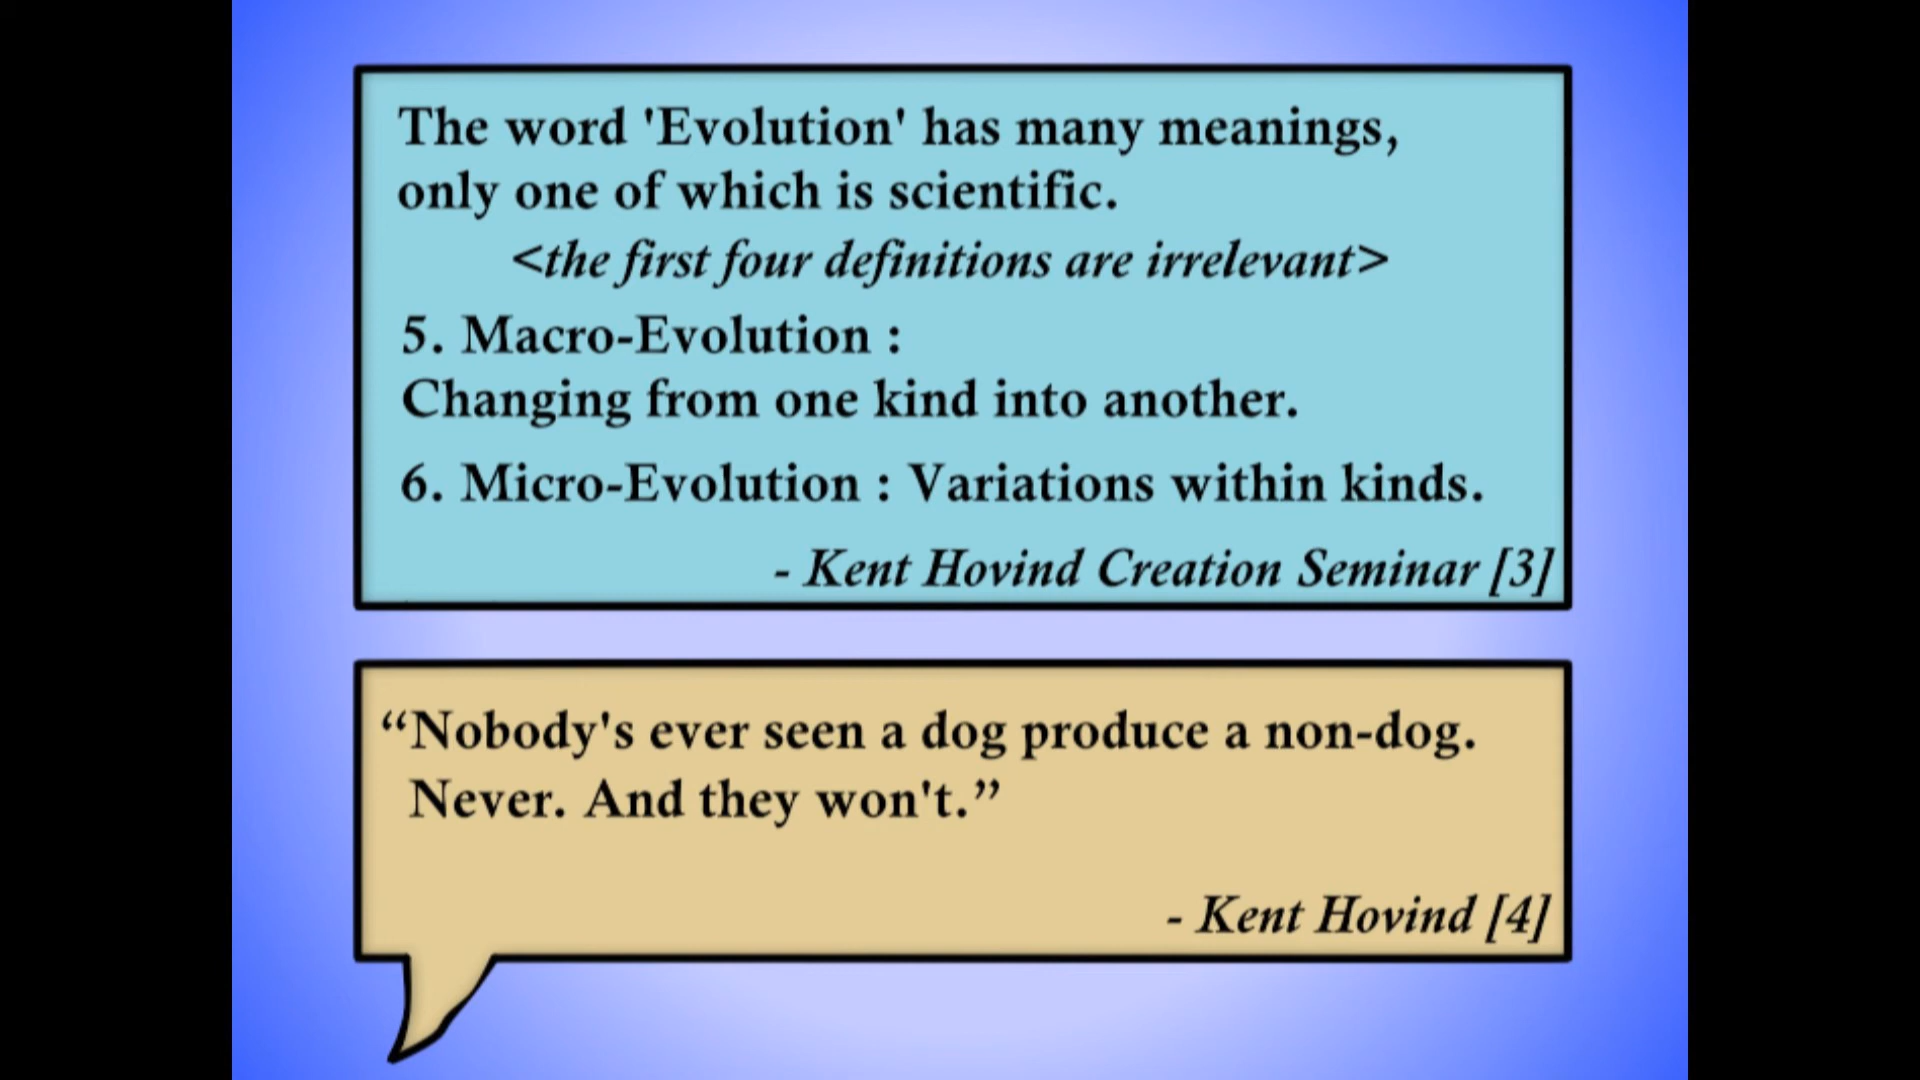 The word 'Evolution' has many meanings,
only one of which is scientific.
<the first four definitions are irrelevant>
5. Macro-Evolution :
Changing from one kind into another.
6. Micro-Evolution : Variations within kinds.
- Kent Hovind Creation Seminar [3]
“Nobody's ever seen a dog produce a non-dog.
Never. And they won't.”
- Kent Hovind [4]